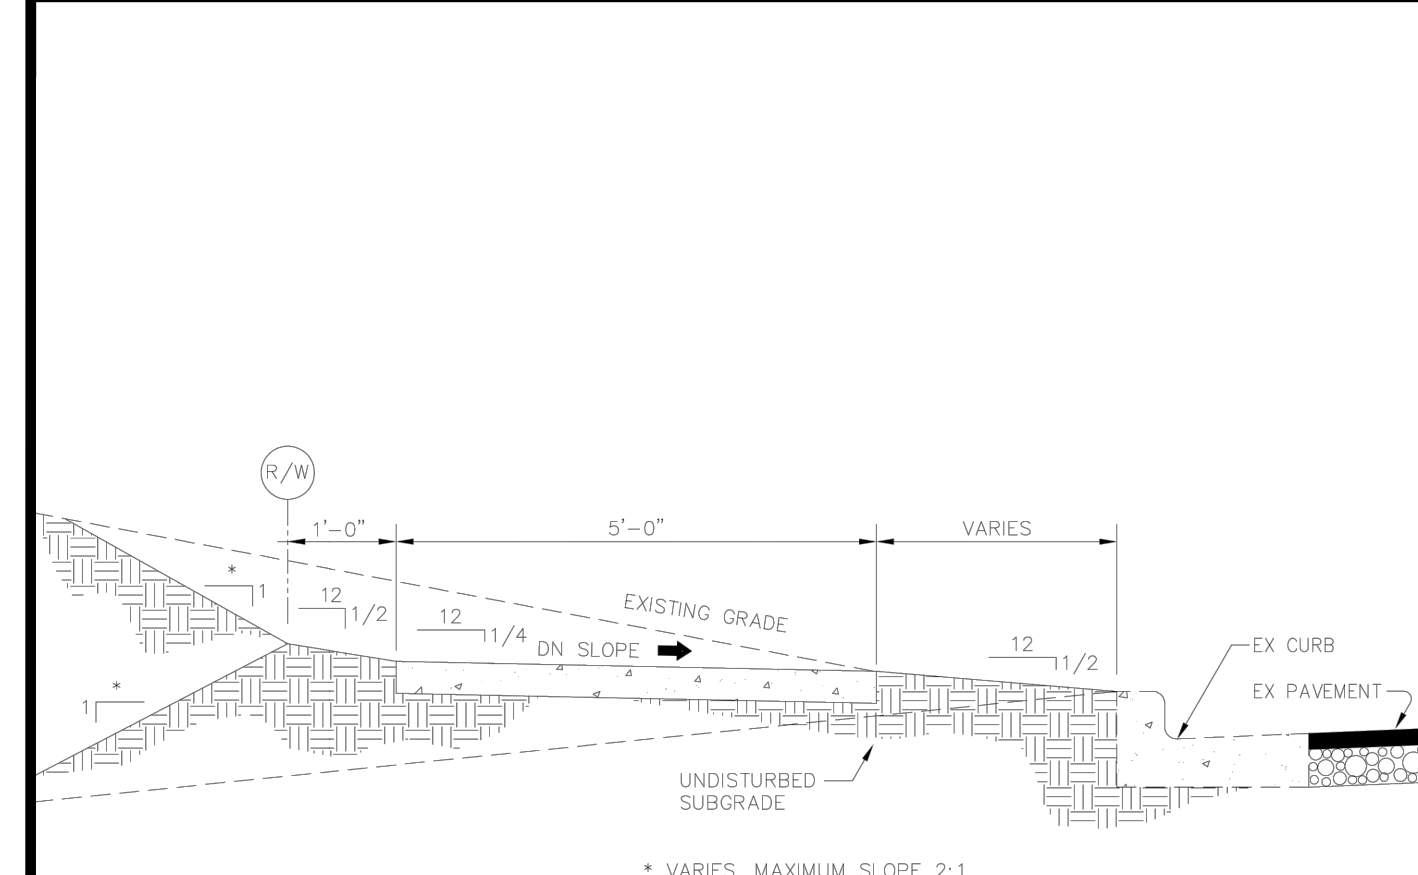 R/W
1'-0"
5'-0"
VARIES
*
1
12
1/2
12
1/4
EXISTING GRADE
DN SLOPE
12
1/2
EX CURB
EX PAVEMENT
*
1
UNDISTURBED
SUBGRADE
* VARIES, MAXIMUM SLOPE 2:1